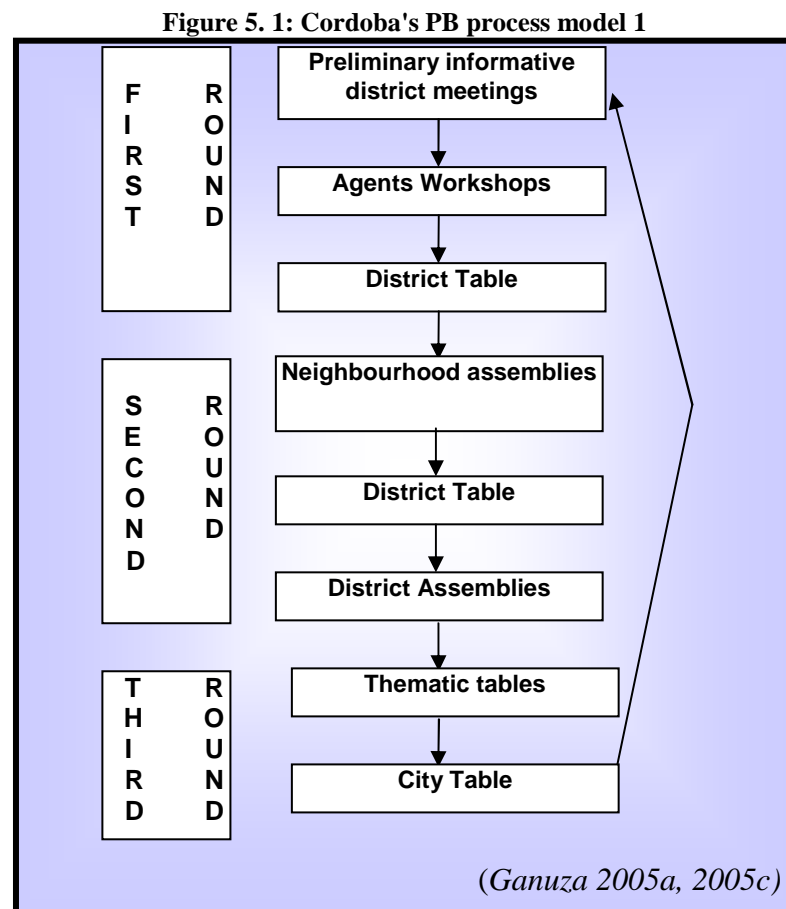 Figure 5. 1: Cordoba's PB process model 1
FIRST ROUND
Preliminary informative
district meetings
Agents Workshops
District Table
SECOND ROUND
Neighbourhood assemblies
District Table
District Assemblies
THIRD ROUND
Thematic tables
City Table
(Ganuza 2005a, 2005c)